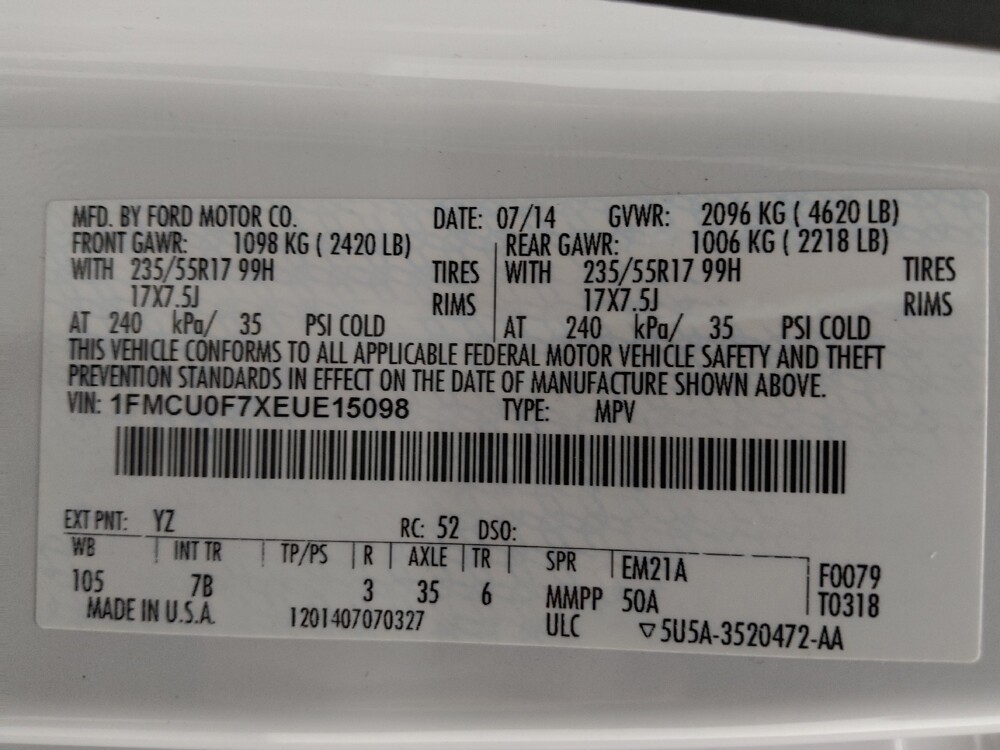 MFD. BY FORD MOTOR CO. DATE: 07/14 GVWR: 2096 KG ( 4620 LB)
FRONT GAWR: 1098 KG ( 2420 LB) REAR GAWR: 1006 KG ( 2218 LB)
WITH 235/55R17 99H TIRES WITH 235/55R17 99H TIRES
17X7.5J RIMS 17X7.5J RIMS
AT 240 kPa/ 35 PSI COLD AT 240 kPa/ 35 PSI COLD
THIS VEHICLE CONFORMS TO ALL APPLICABLE FEDERAL MOTOR VEHICLE SAFETY AND THEFT
PREVENTION STANDARDS IN EFFECT ON THE DATE OF MANUFACTURE SHOWN ABOVE.
VIN: 1FMCU0F7XEUE15098 TYPE: MPV
EXT PNT: YZ RC: 52 DSO:
WB INT TR TP/PS R AXLE TR SPR EM21A F0079
105 7B 3 35 6 MMPP 50A T0318
MADE IN U.S.A. 1201407070327 ULC ▽5U5A-3520472-AA